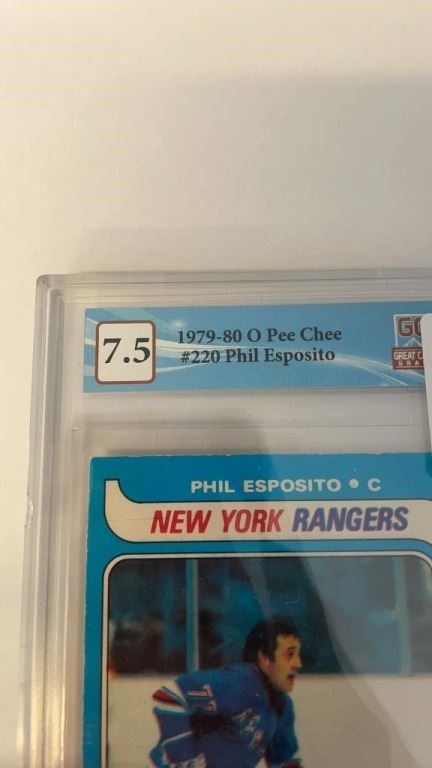 7.5
1979-80 O Pee Chee
#220 Phil Esposito
GREAT
PHIL ESPOSITO • C
NEW YORK RANGERS